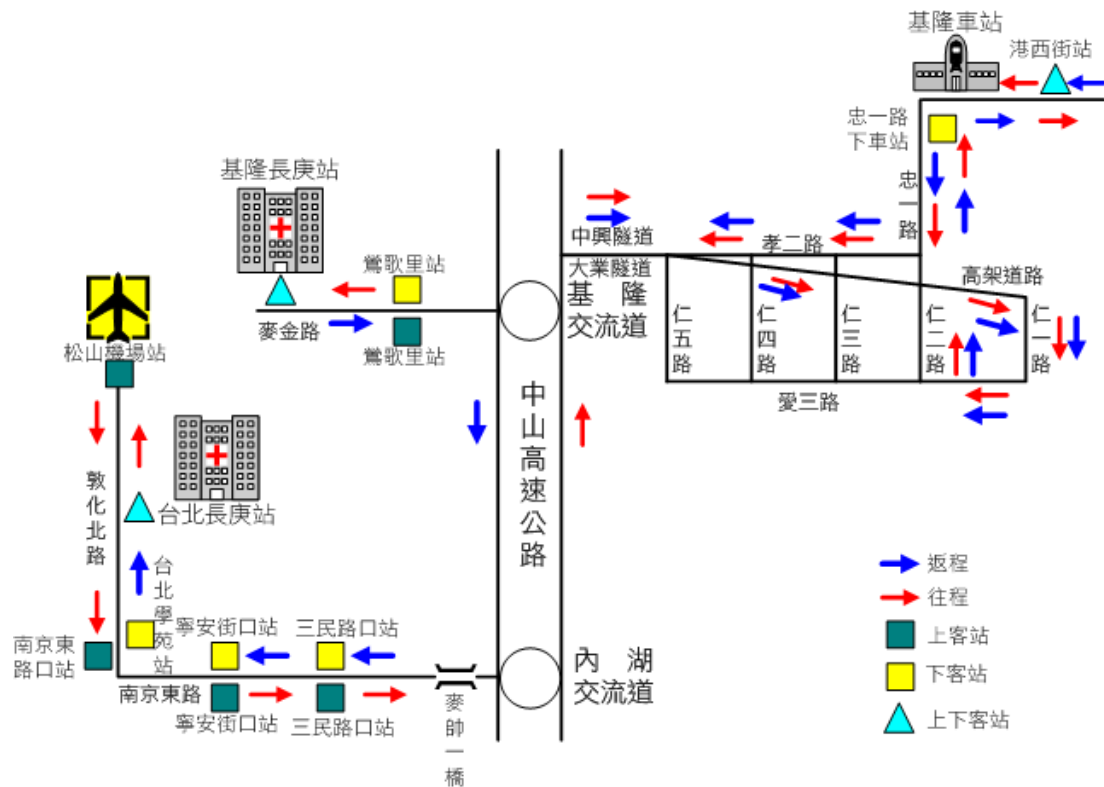 基隆車站
港西街站
忠一路
下車站
忠一路
基隆長庚站
鶯歌里站
中興隧道
孝二路
大業隧道
高架道路
基隆
交流道
仁五路
仁四路
仁三路
仁二路
仁一路
麥金路
鶯歌里站
松山機場站
愛三路
中山高速公路
敦化北路
台北長庚站
台北學苑站
返程
往程
南京東
路口站
寧安街口站
三民路口站
上客站
內湖
交流道
下客站
南京東路
寧安街口站
三民路口站
麥帥一橋
上下客站